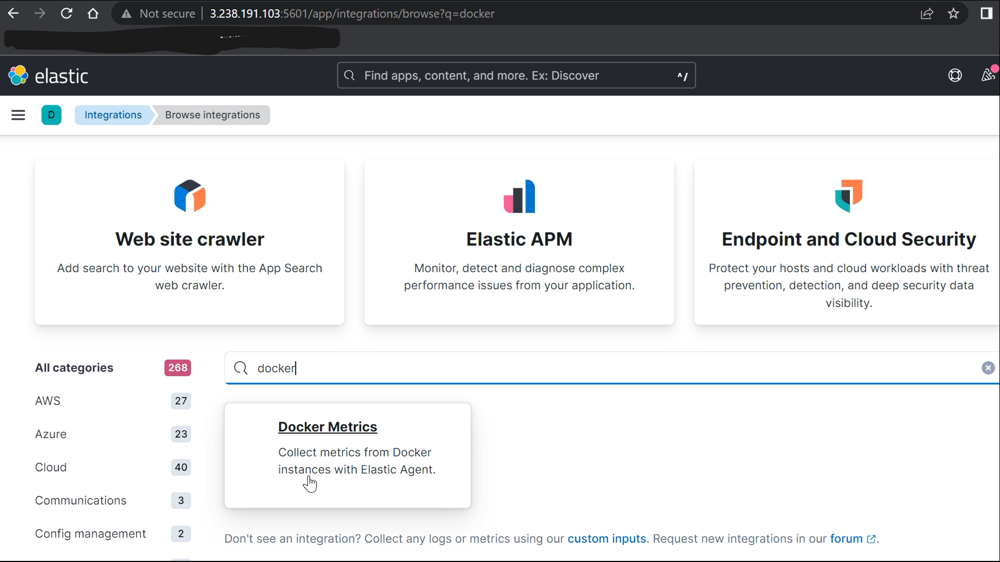 Not secure | 3.238.191.103:5601/app/integrations/browse?q=docker
elastic
Find apps, content, and more. Ex: Discover ^/
D Integrations Browse integrations
Web site crawler
Add search to your website with the App Search
web crawler.
Elastic APM
Monitor, detect and diagnose complex
performance issues from your application.
Endpoint and Cloud Security
Protect your hosts and cloud workloads with threat
prevention, detection, and deep security data
visibility.
All categories 268
AWS 27
Azure 23
Cloud 40
Communications 3
Config management 2
docker
Docker Metrics
Collect metrics from Docker
instances with Elastic Agent.
Don't see an integration? Collect any logs or metrics using our custom inputs. Request new integrations in our forum.